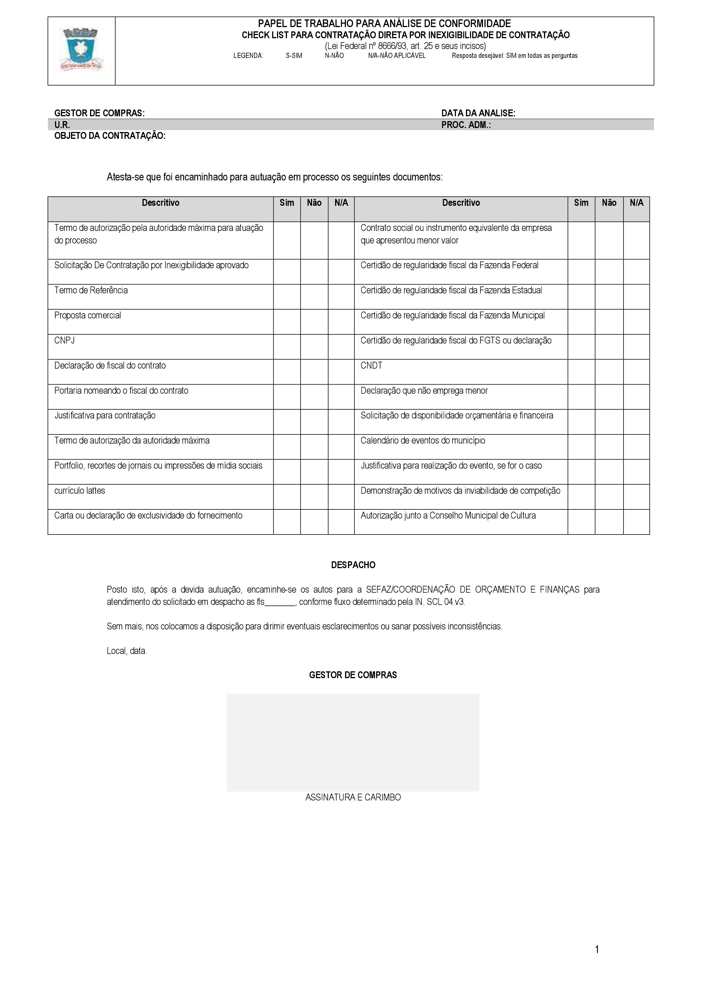 PAPEL DE TRABALHO PARA ANÁLISE DE CONFORMIDADE
CHECK LIST PARA CONTRATAÇÃO DIRETA POR INEXIGIBILIDADE DE CONTRATAÇÃO
(Lei Federal nº 8666/93, art. 25 e seus incisos)
LEGENDA: S-SIM N-NÃO N/A-NÃO APLICÁVEL Resposta desejável: SIM em todas as perguntas
GESTOR DE COMPRAS: DATA DA ANALISE:
U.R. PROC. ADM.:
OBJETO DA CONTRATAÇÃO:
Atesta-se que foi encaminhado para autuação em processo os seguintes documentos:
Descritivo Sim Não N/A Descritivo Sim Não N/A
Termo de autorização pela autoridade máxima para atuação
do processo
Contrato social ou instrumento equivalente da empresa
que apresentou menor valor
Solicitação De Contratação por Inexigibilidade aprovado
Certidão de regularidade fiscal da Fazenda Federal
Termo de Referência
Certidão de regularidade fiscal da Fazenda Estadual
Proposta comercial
Certidão de regularidade fiscal da Fazenda Municipal
CNPJ
Certidão de regularidade fiscal do FGTS ou declaração
Declaração de fiscal do contrato
CNDT
Portaria nomeando o fiscal do contrato
Declaração que não emprega menor
Justificativa para contratação
Solicitação de disponibilidade orçamentária e financeira
Termo de autorização da autoridade máxima
Calendário de eventos do município
Portfolio, recortes de jornais ou impressões de mídia sociais
Justificativa para realização do evento, se for o caso
currículo lattes
Demonstração de motivos da inviabilidade de competição
Carta ou declaração de exclusividade do fornecimento
Autorização junto a Conselho Municipal de Cultura
DESPACHO
Posto isto, após a devida autuação, encaminhe-se os autos para a SEFAZ/COORDENAÇÃO DE ORÇAMENTO E FINANÇAS para
atendimento do solicitado em despacho as fls_______, conforme fluxo determinado pela IN. SCL 04.v3.
Sem mais, nos colocamos a disposição para dirimir eventuais esclarecimentos ou sanar possíveis inconsistências.
Local, data.
GESTOR DE COMPRAS
ASSINATURA E CARIMBO
1